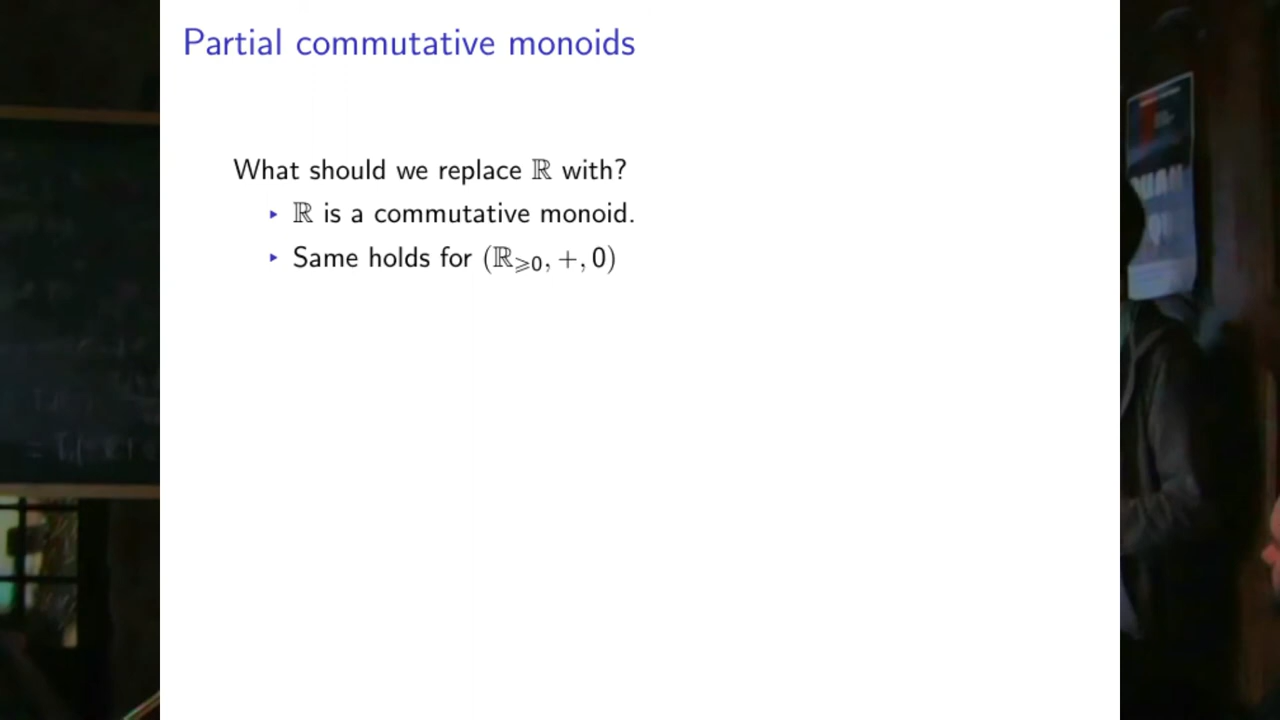 Partial commutative monoids
What should we replace ℝ with?
‣ ℝ is a commutative monoid.
‣ Same holds for (ℝ⩾0, +, 0)